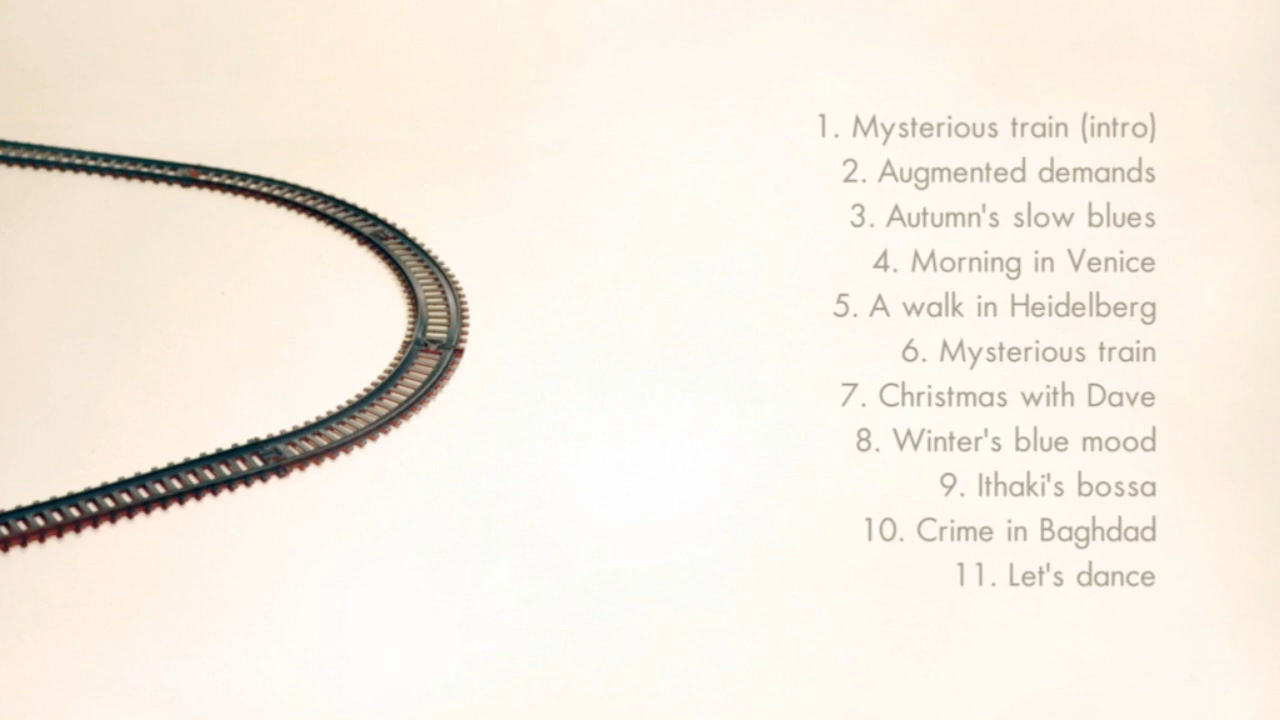 1. Mysterious train (intro)
2. Augmented demands
3. Autumn's slow blues
4. Morning in Venice
5. A walk in Heidelberg
6. Mysterious train
7. Christmas with Dave
8. Winter's blue mood
9. Ithaki's bossa
10. Crime in Baghdad
11. Let's dance